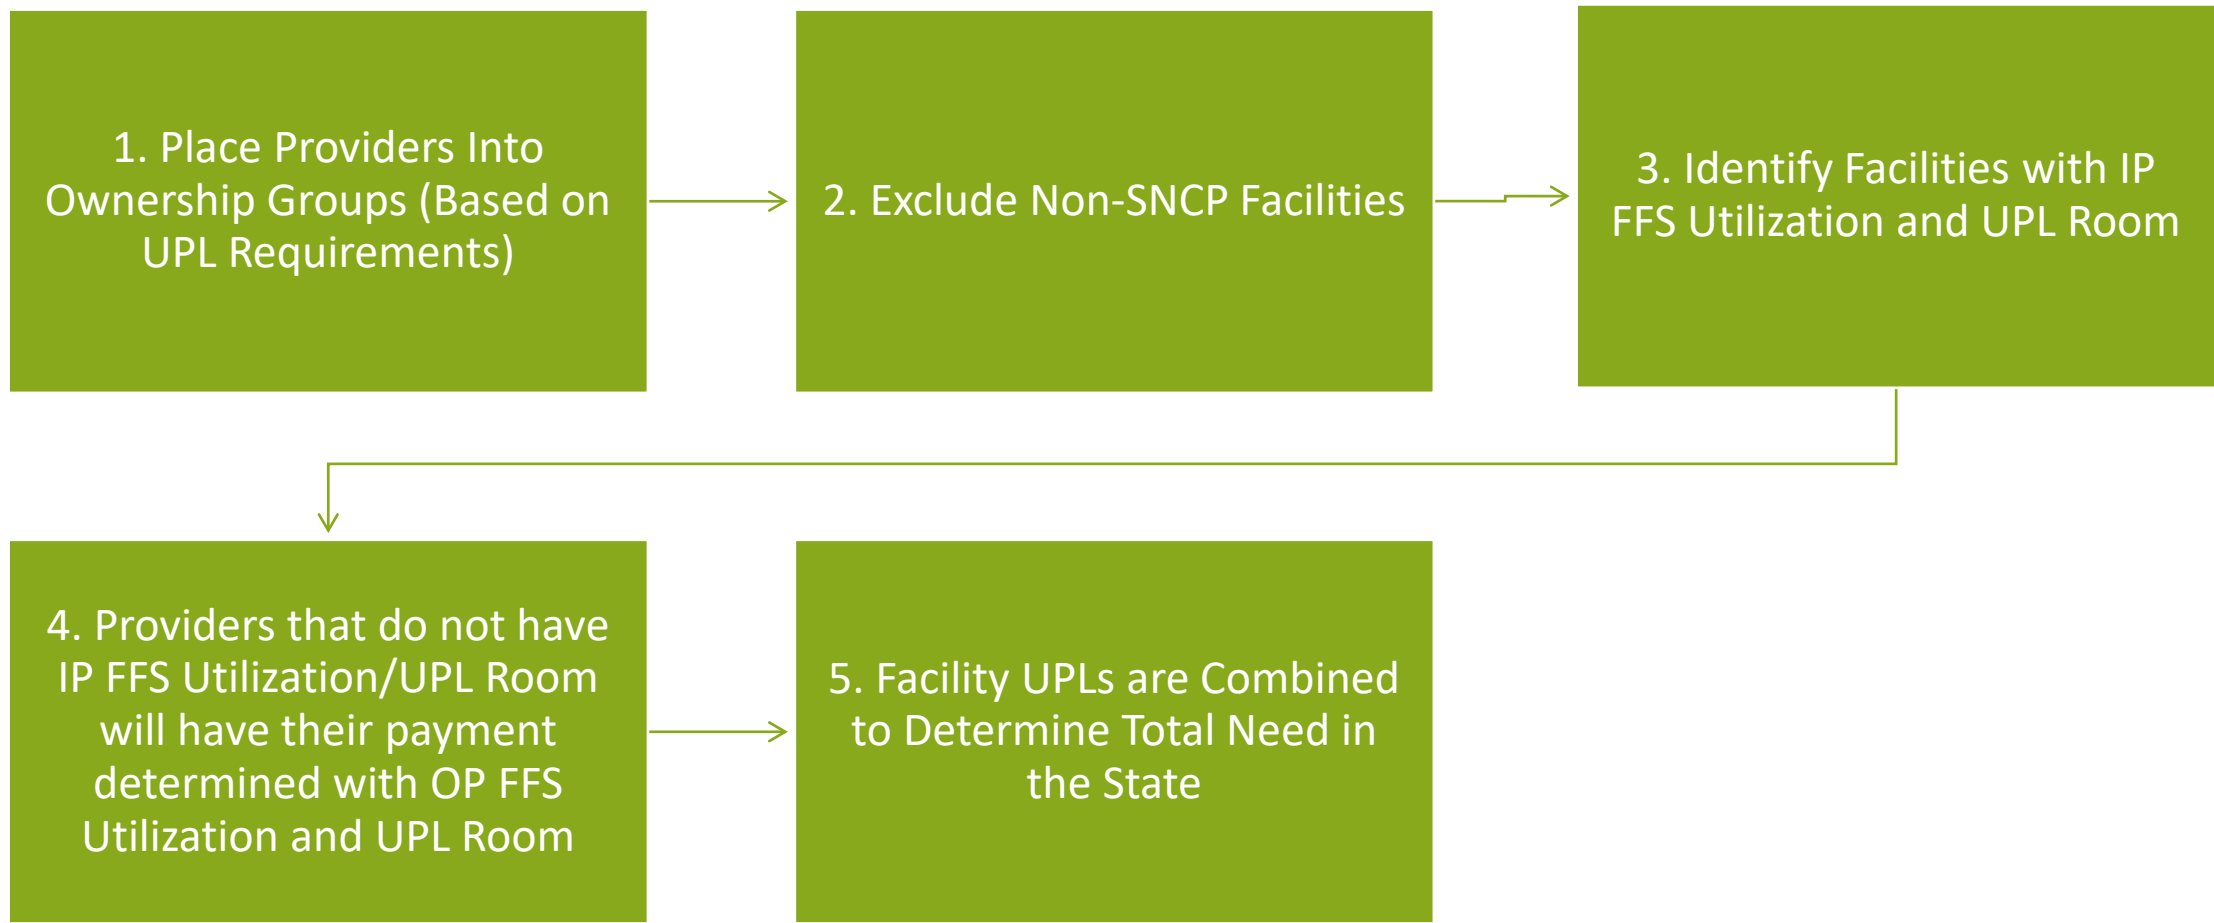 1. Place Providers Into
Ownership Groups (Based on
UPL Requirements)
2. Exclude Non-SNCP Facilities
3. Identify Facilities with IP
FFS Utilization and UPL Room
4. Providers that do not have
IP FFS Utilization/UPL Room
will have their payment
determined with OP FFS
Utilization and UPL Room
5. Facility UPLs are Combined
to Determine Total Need in
the State